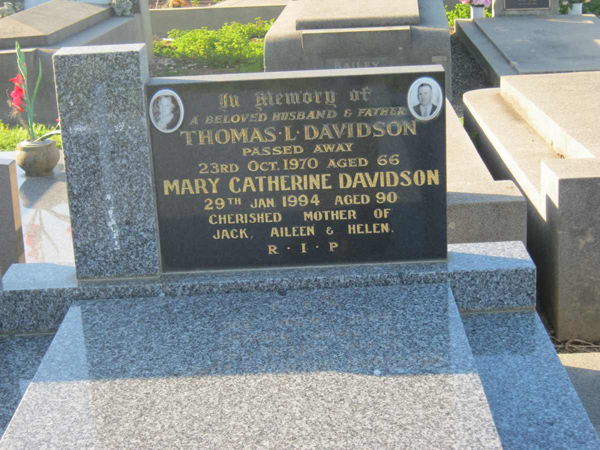 In Memory of
A BELOVED HUSBAND & FATHER
THOMAS·L·DAVIDSON
PASSED AWAY
23RD OCT. 1970 AGED 66
MARY CATHERINE DAVIDSON
29TH JAN. 1994 AGED 90
CHERISHED MOTHER OF
JACK, AILEEN & HELEN.
R·I·P